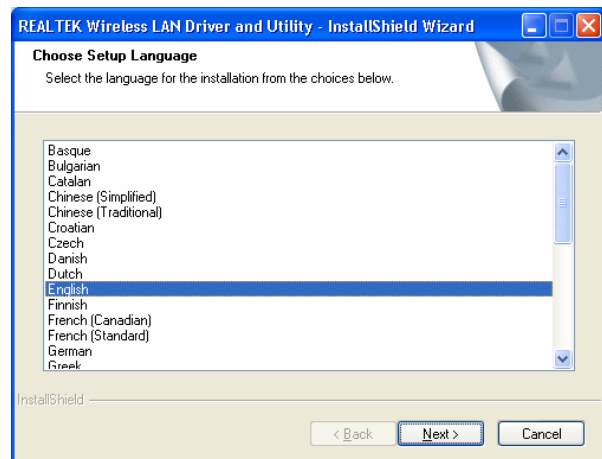 REALTEK Wireless LAN Driver and Utility - InstallShield Wizard
Choose Setup Language
Select the language for the installation from the choices below.
Basque
Bulgarian
Catalan
Chinese (Simplified)
Chinese (Traditional)
Croatian
Czech
Danish
Dutch
English
Finnish
French (Canadian)
French (Standard)
German
Greek
InstallShield
< Back Next > Cancel